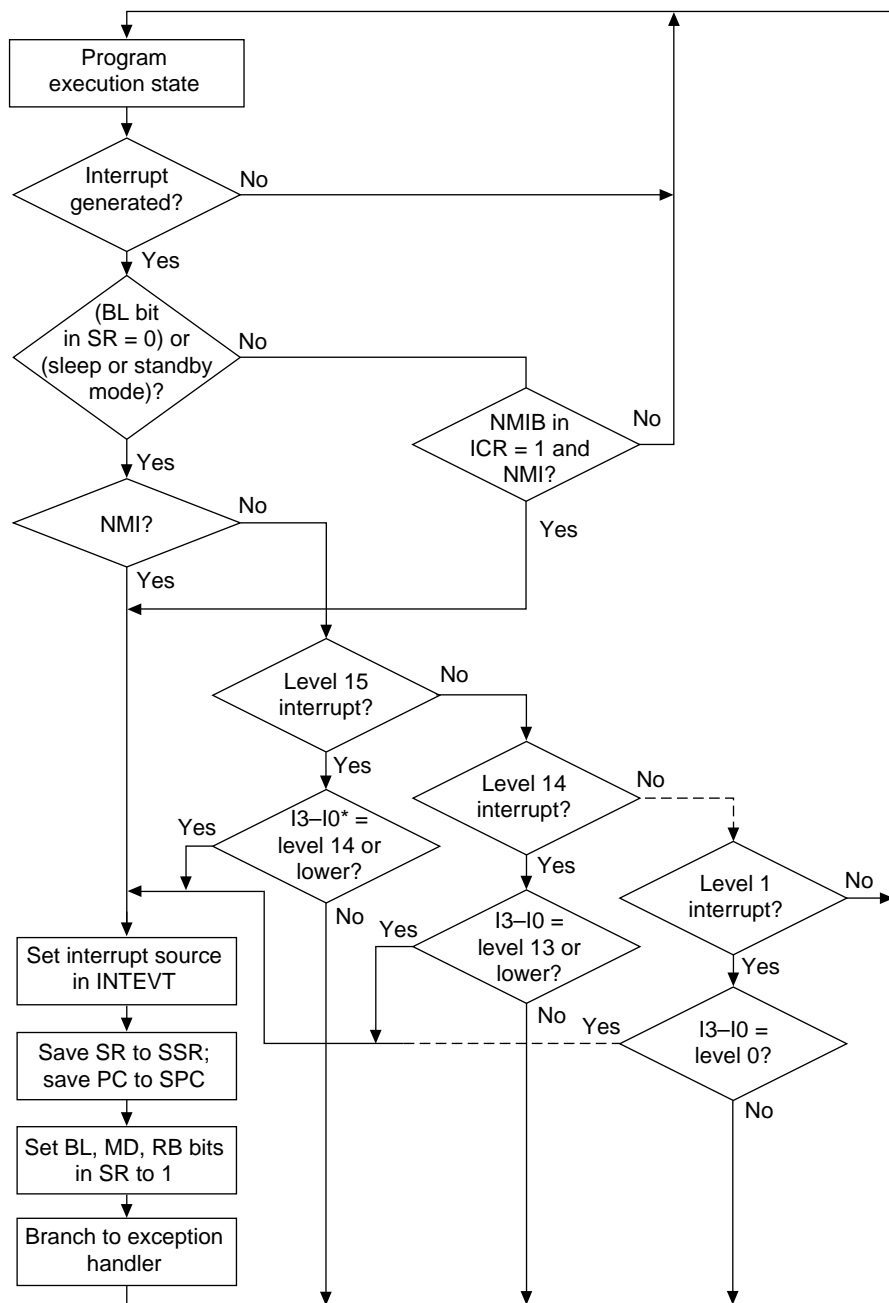 Program
execution state
Interrupt
generated?
No
Yes
(BL bit
in SR = 0) or
(sleep or standby
mode)?
No
Yes
NMIB in
ICR = 1 and
NMI?
No
Yes
NMI?
No
Yes
Level 15
interrupt?
No
Yes
Level 14
interrupt?
No
Yes
I3–I0* =
level 14 or
lower?
Yes
No
Level 1
interrupt?
No
Yes
I3–I0 =
level 13 or
lower?
Yes
No
I3–I0 =
level 0?
Yes
No
Set interrupt source
in INTEVT
Save SR to SSR;
save PC to SPC
Set BL, MD, RB bits
in SR to 1
Branch to exception
handler